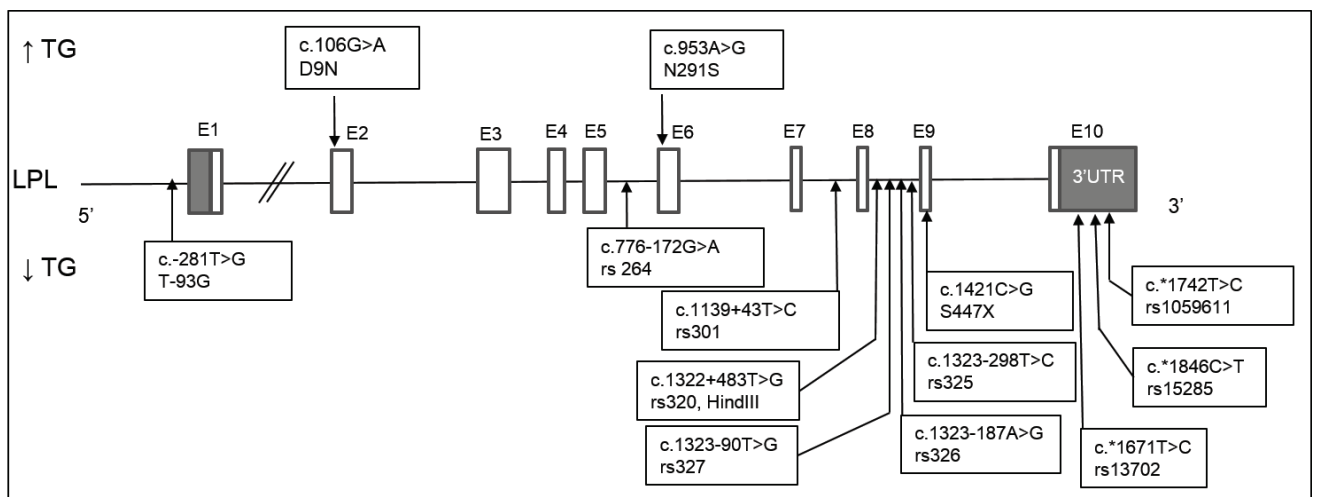 ↑ TG
c.106G>A
D9N
c.953A>G
N291S
E1
E2
E3
E4
E5
E6
E7
E8
E9
E10
LPL
3'UTR
5'
3'
↓ TG
c.-281T>G
T-93G
c.776-172G>A
rs 264
c.1139+43T>C
rs301
c.1421C>G
S447X
c.*1742T>C
rs1059611
c.1322+483T>G
rs320, HindIII
c.1323-298T>C
rs325
c.*1846C>T
rs15285
c.1323-90T>G
rs327
c.1323-187A>G
rs326
c.*1671T>C
rs13702